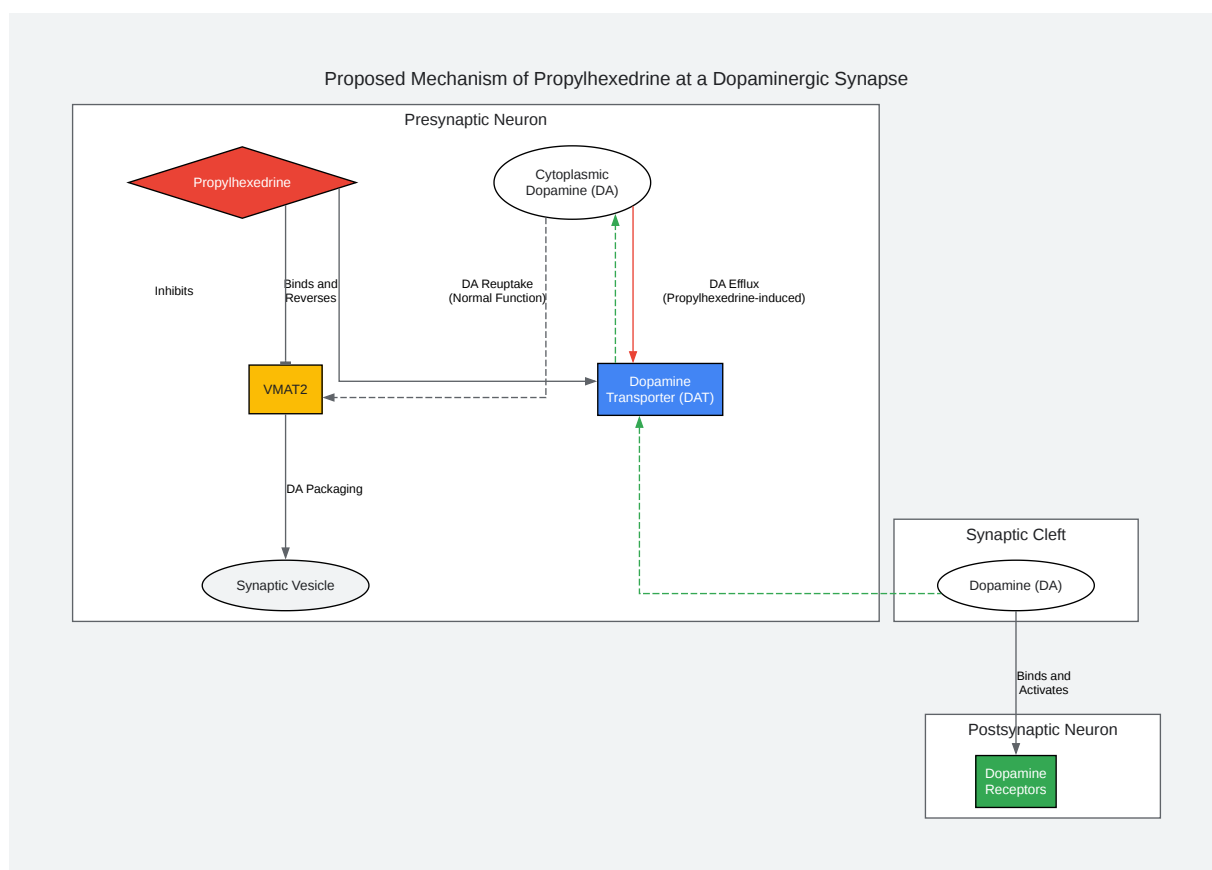 Proposed Mechanism of Propylhexedrine at a Dopaminergic Synapse
Presynaptic Neuron
Propylhexedrine
Cytoplasmic
Dopamine (DA)
Inhibits
Binds and
Reverses
DA Reuptake
(Normal Function)
DA Efflux
(Propylhexedrine-induced)
VMAT2
Dopamine
Transporter (DAT)
DA Packaging
Synaptic Vesicle
Synaptic Cleft
Dopamine (DA)
Binds and
Activates
Postsynaptic Neuron
Dopamine
Receptors